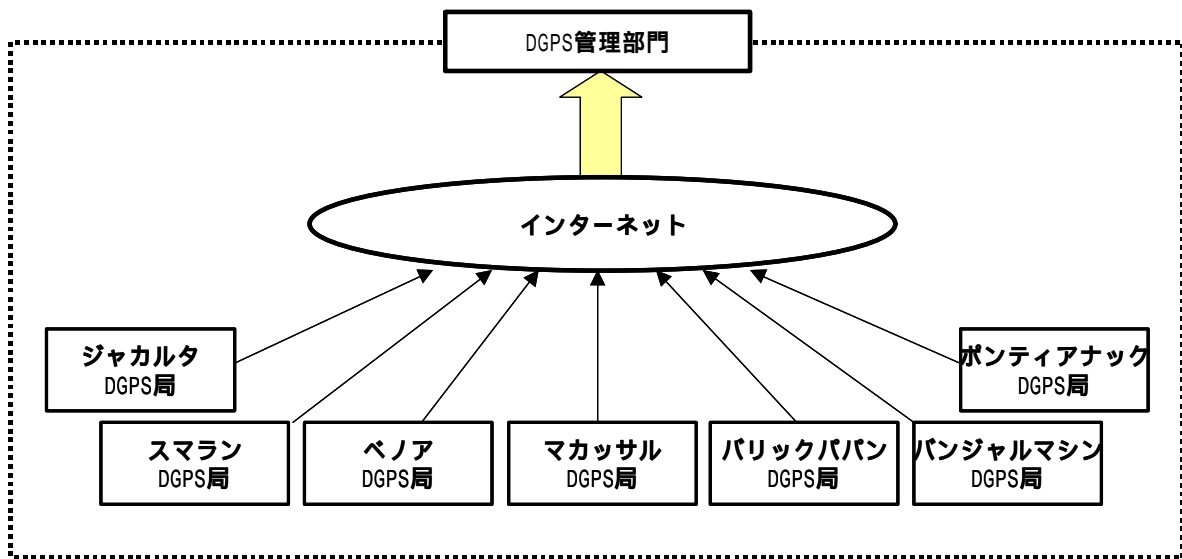 DGPS管理部門
インターネット
ジャカルタ
DGPS局
ポンティアナック
DGPS局
スマラン
DGPS局
ベノア
DGPS局
マカッサル
DGPS局
バリックパパン
DGPS局
バンジャルマシン
DGPS局